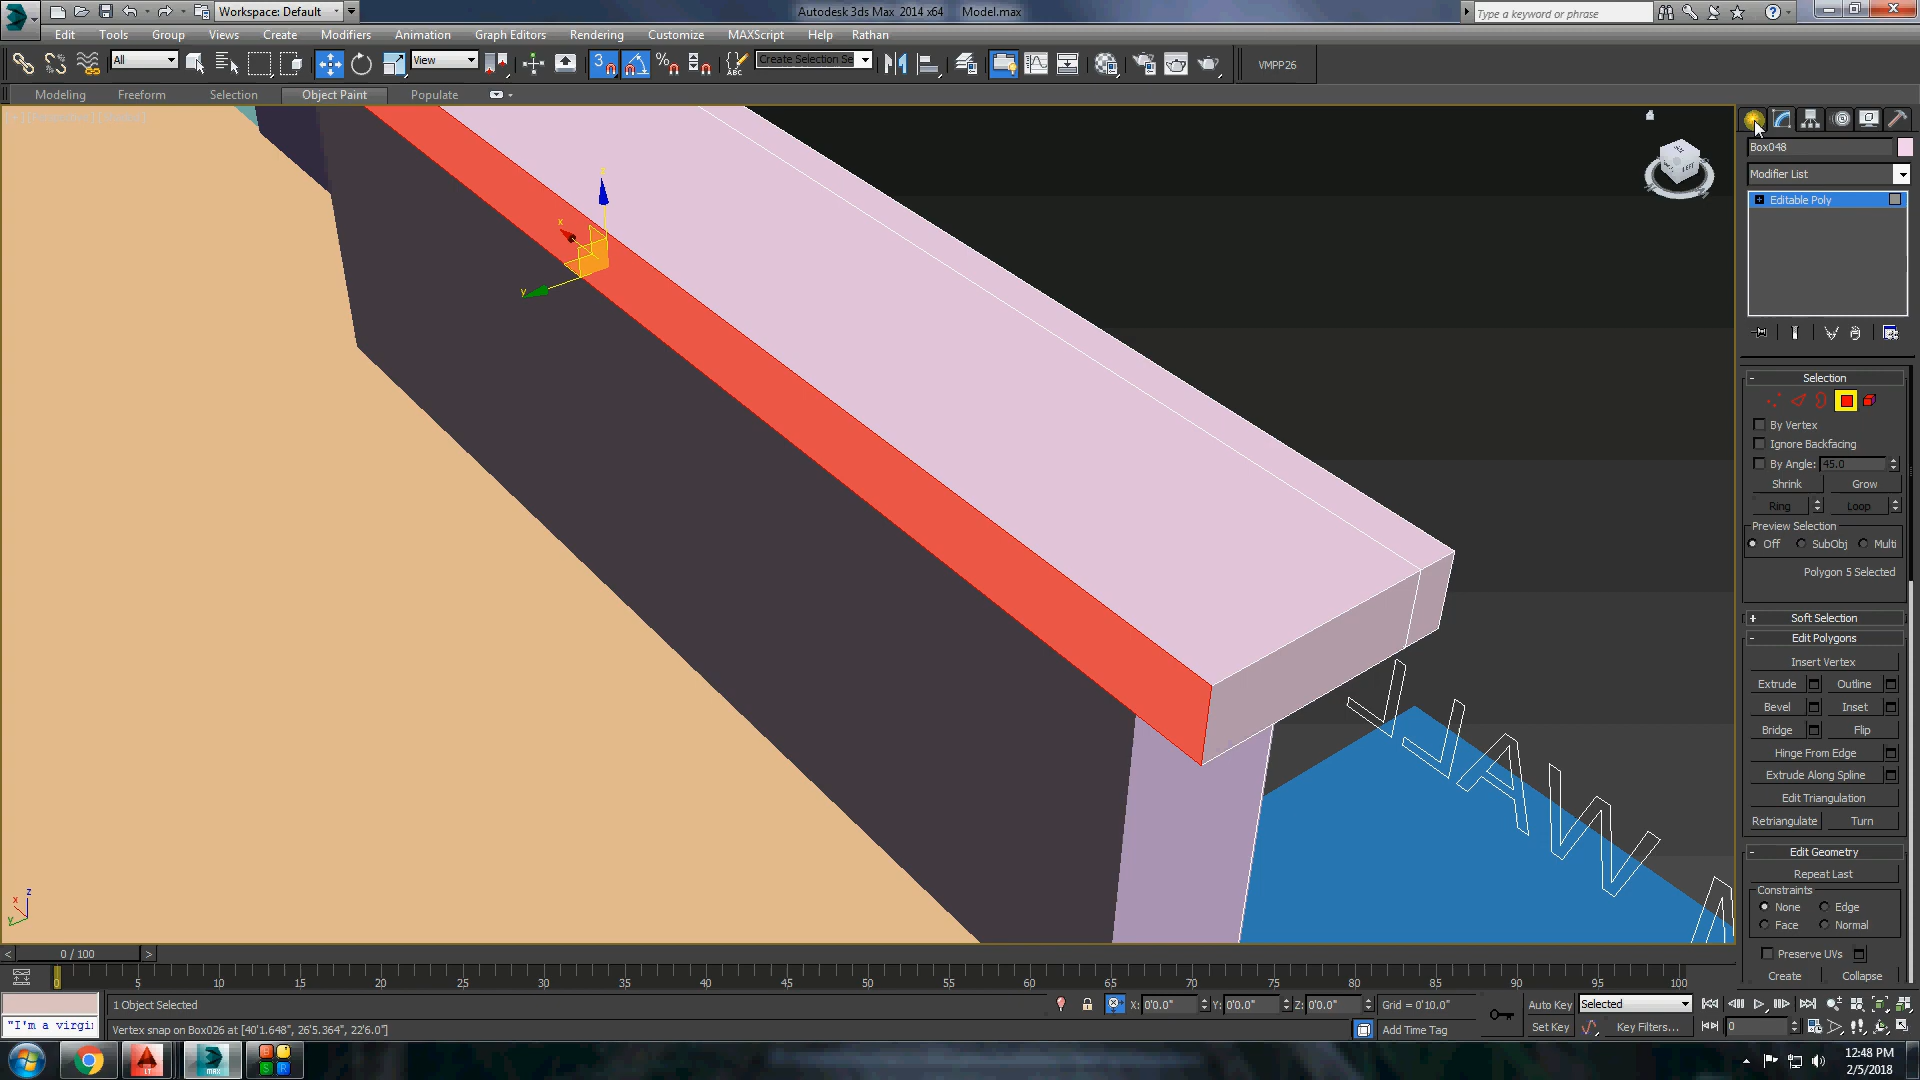 Workspace: Default
Autodesk 3ds Max 2014 x64 Model.max
Type a keyword or phrase
Edit Tools Group Views Create Modifiers Animation Graph Editors Rendering Customize MAXScript Help Rathan
All
View
3
Create Selection Se
VMPP26
Modeling Freeform Selection Object Paint Populate
Box048
Modifier List
Editable Poly
Selection
By Vertex
Ignore Backfacing
By Angle: 45.0
Shrink Grow
Ring Loop
Preview Selection
Off SubObj Multi
Polygon 5 Selected
Soft Selection
Edit Polygons
Insert Vertex
Extrude Outline
Bevel Inset
Bridge Flip
Hinge From Edge
Extrude Along Spline
Edit Triangulation
Retriangulate Turn
Edit Geometry
Repeat Last
Constraints
None Edge
Face Normal
Preserve UVs
Create Collapse
x
y
z
0 / 100
0 5 10 15 20 25 30 35 40 45 50 55 60 65 70 75 80 85 90 95 100
1 Object Selected
X: 0'0.0" Y: 0'0.0" Z: 0'0.0" Grid = 0'10.0"
Auto Key Selected
"I'm a virgi
Vertex snap on Box026 at [40'1.648", 26'5.364", 22'6.0"]
Add Time Tag
Set Key Key Filters... 0
12:48 PM
2/5/2018